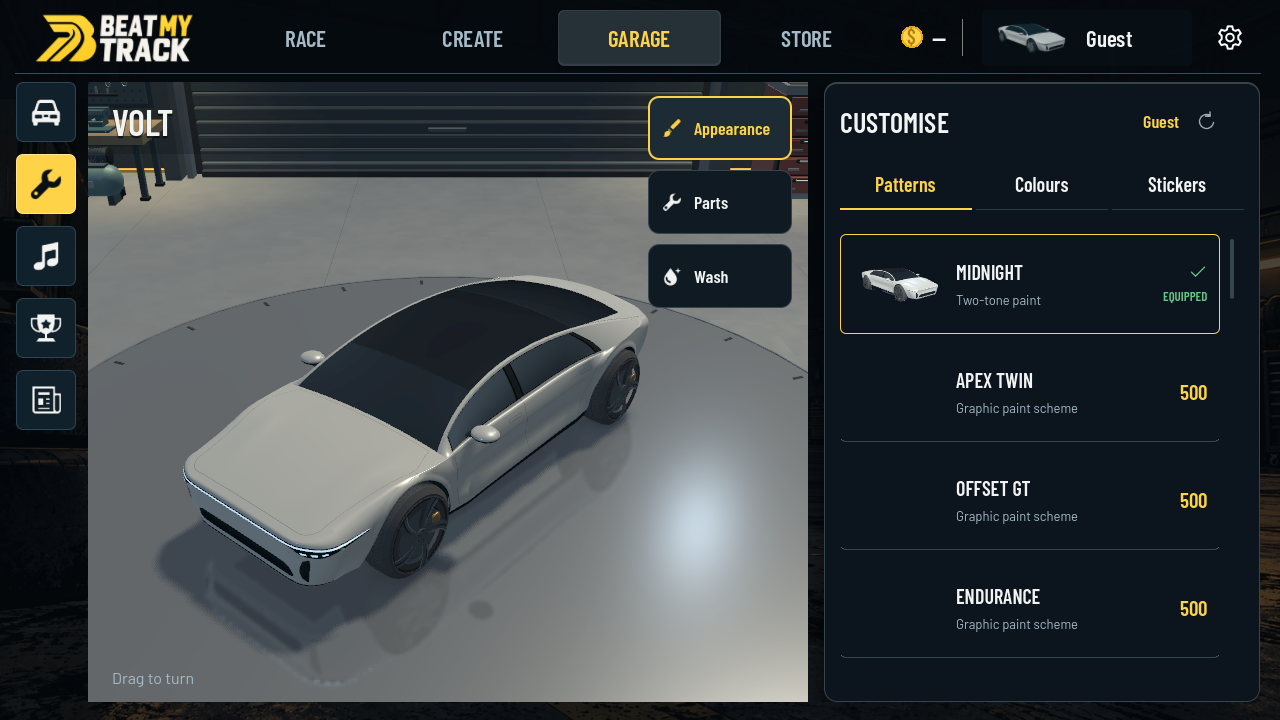 BEAT MY
TRACK
RACE
CREATE
GARAGE
STORE
–
Guest
VOLT
Appearance
Parts
Wash
Drag to turn
CUSTOMISE
Guest
Patterns
Colours
Stickers
MIDNIGHT
Two-tone paint
EQUIPPED
APEX TWIN
Graphic paint scheme
500
OFFSET GT
Graphic paint scheme
500
ENDURANCE
Graphic paint scheme
500